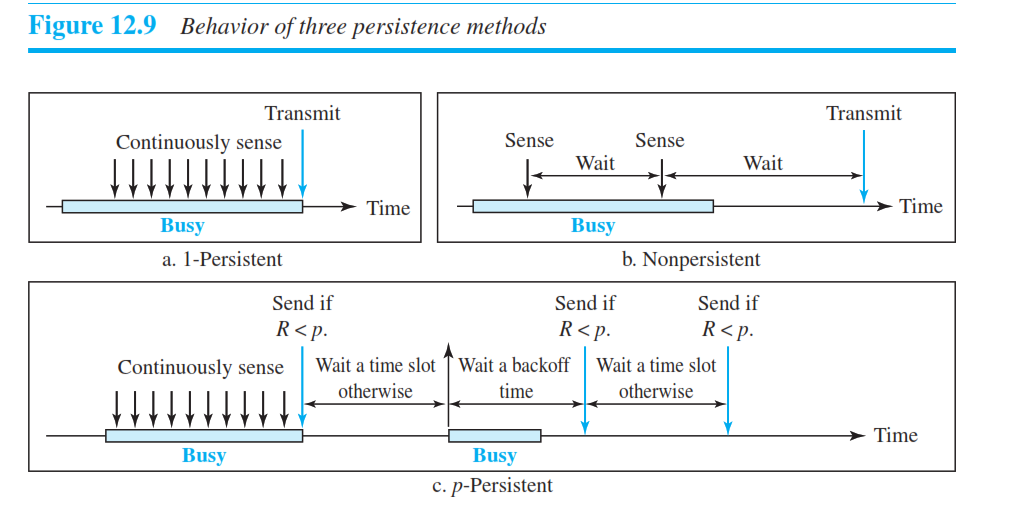 Figure 12.9 Behavior of three persistence methods
Transmit
Continuously sense
Time
Busy
a. 1-Persistent
Transmit
Sense
Sense
Wait
Wait
Time
Busy
b. Nonpersistent
Send if
R < p.
Send if
R < p.
Send if
R < p.
Continuously sense
Wait a time slot
otherwise
Wait a backoff
time
Wait a time slot
otherwise
Time
Busy
Busy
c. p-Persistent